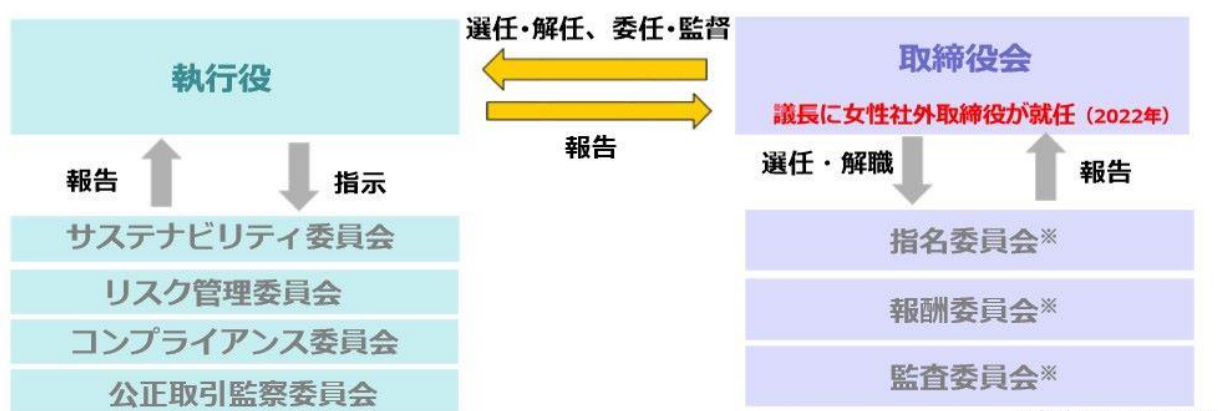 選任・解任、委任・監督
執行役
取締役会
議長に女性社外取締役が就任（2022年）
報告
選任・解職
報告
報告
指示
サステナビリティ委員会
指名委員会※
リスク管理委員会
報酬委員会※
コンプライアンス委員会
監査委員会※
公正取引監察委員会